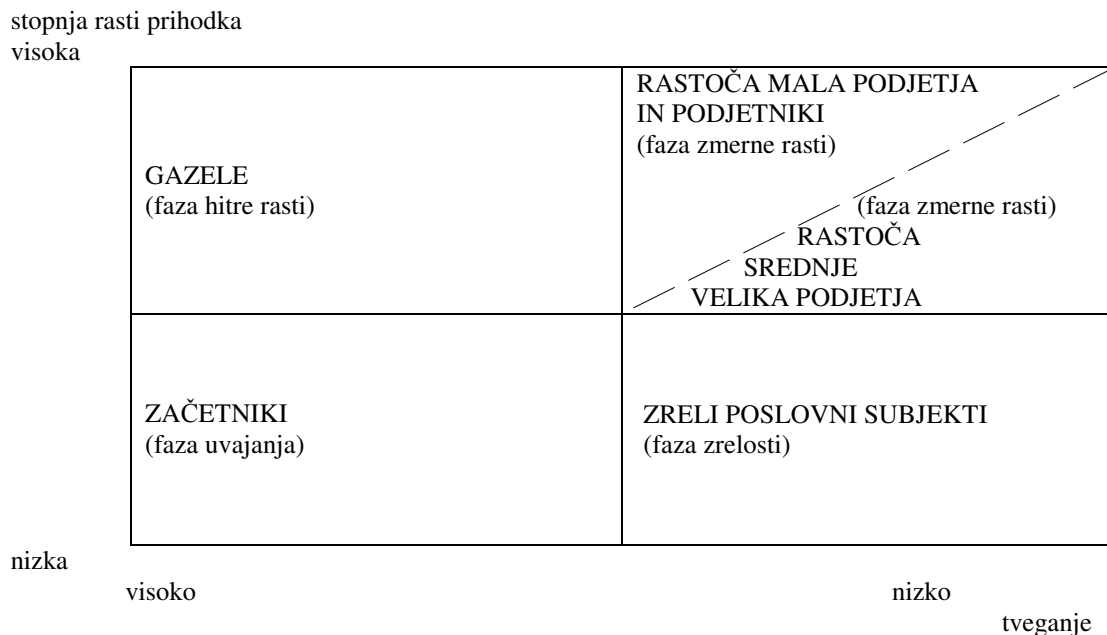 stopnja rasti prihodka
visoka
RASTOČA MALA PODJETJA
IN PODJETNIKI
(faza zmerne rasti)
GAZELE
(faza hitre rasti)
(faza zmerne rasti)
RASTOČA
SREDNJE
VELIKA PODJETJA
ZAČETNIKI
(faza uvajanja)
ZRELI POSLOVNI SUBJEKTI
(faza zrelosti)
nizka
visoko
nizko
tveganje